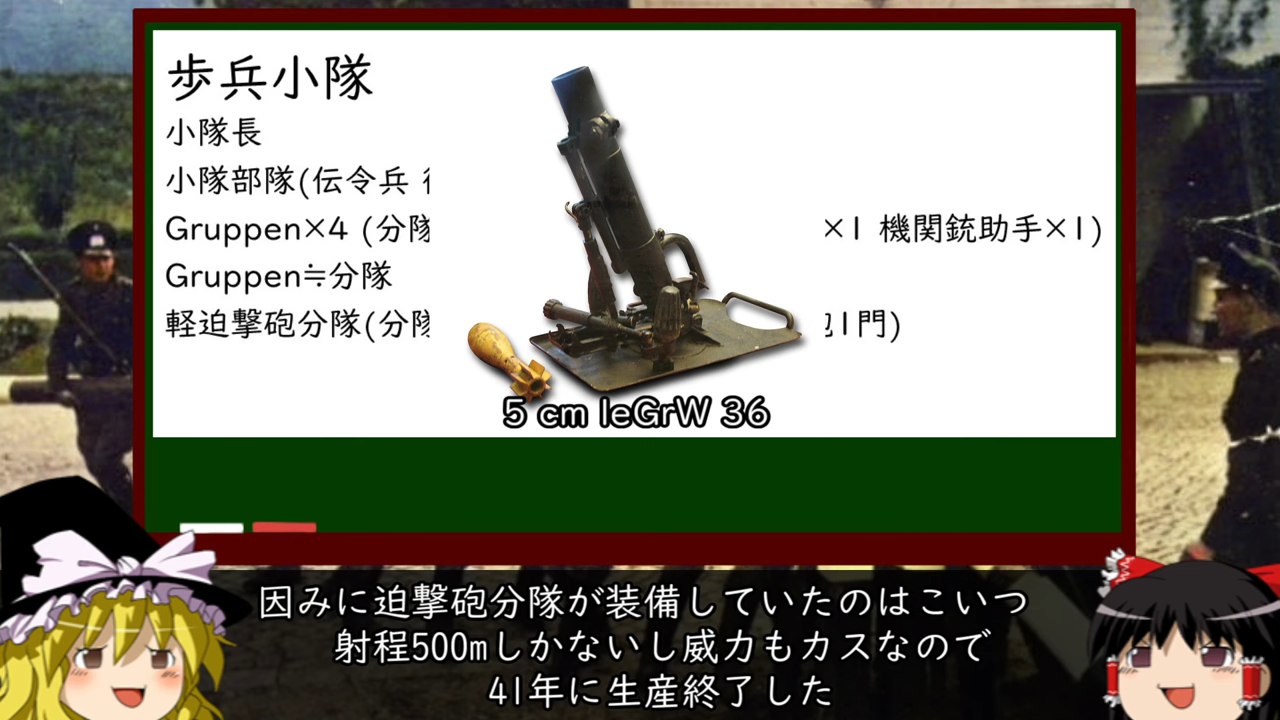 歩兵小隊
小隊長
小隊部隊(伝令兵
Gruppen×4 (分隊 ×1 機関銃助手×1)
Gruppen≒分隊
軽迫撃砲分隊(分隊 1門)
5 cm leGrW 36
因みに迫撃砲分隊が装備していたのはこいつ
射程500mしかないし威力もカスなので
41年に生産終了した